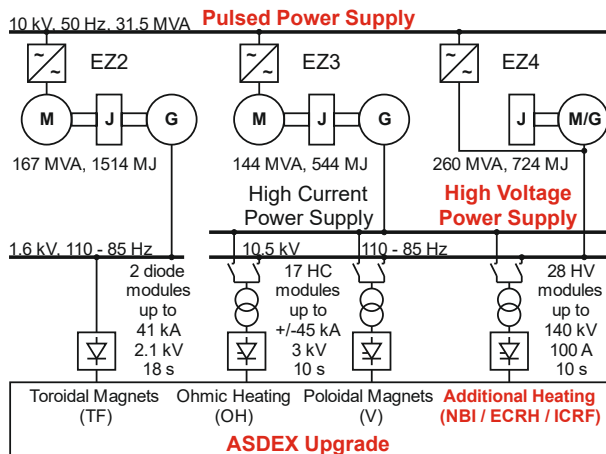 Pulsed Power Supply
10 kV, 50 Hz, 31.5 MVA
~ ~ EZ2
~ ~ EZ3
~ ~ EZ4
M J G
M J G
J M/G
167 MVA, 1514 MJ
144 MVA, 544 MJ
260 MVA, 724 MJ
High Current
Power Supply
High Voltage
Power Supply
1.6 kV, 110 - 85 Hz
10.5 kV
110 - 85 Hz
2 diode
modules
up to
41 kA
2.1 kV
18 s
17 HC
modules
up to
+/-45 kA
3 kV
10 s
28 HV
modules
up to
140 kV
100 A
10 s
Toroidal Magnets
(TF)
Ohmic Heating
(OH)
Poloidal Magnets
(V)
Additional Heating
(NBI / ECRH / ICRF)
ASDEX Upgrade